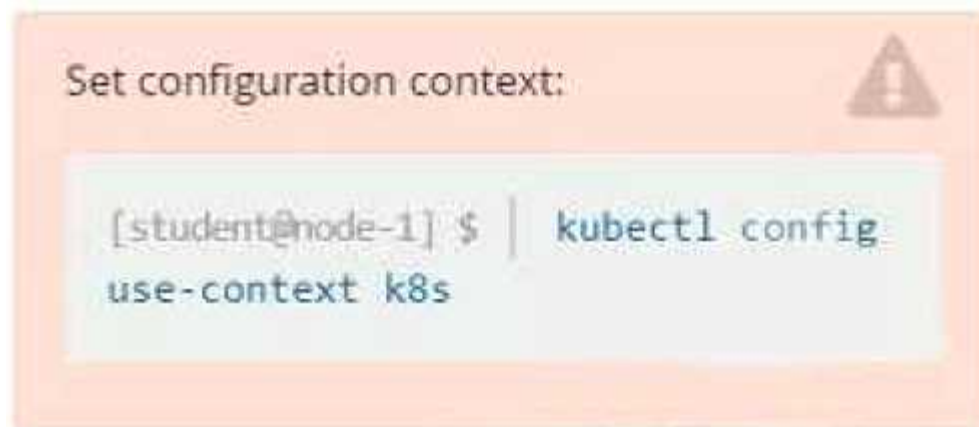 Set configuration context:
[student@node-1] $ | kubectl config
use-context k8s